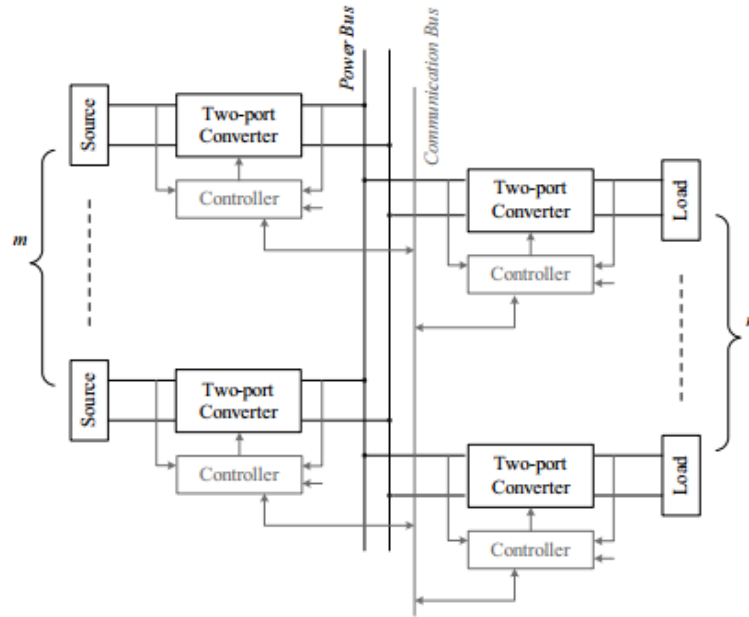 Power Bus
Communication Bus
Source
Two-port
Converter
Controller
m
Two-port
Converter
Controller
Load
Source
Two-port
Converter
Controller
Two-port
Converter
Controller
Load